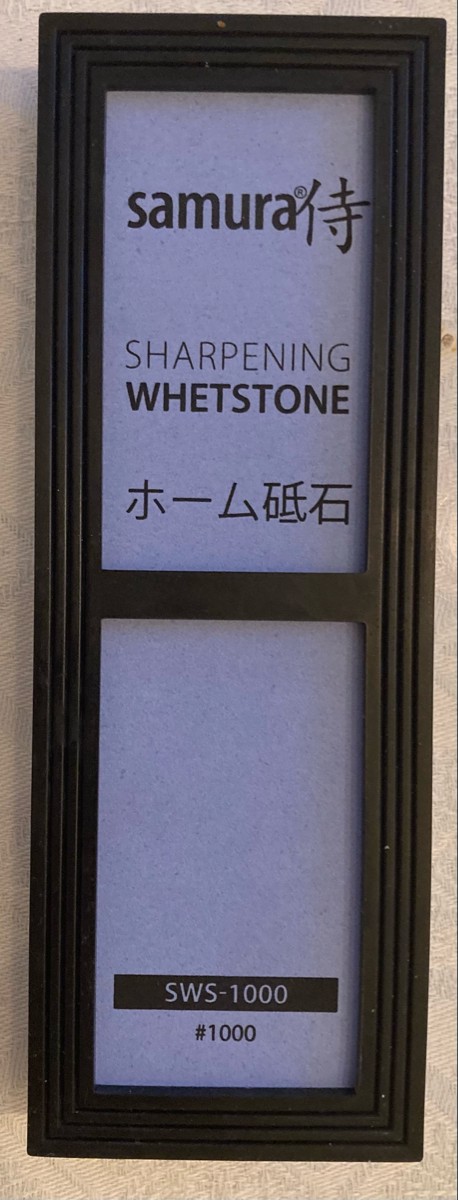 samura®侍
SHARPENING
WHETSTONE
ホーム砥石
SWS-1000
#1000